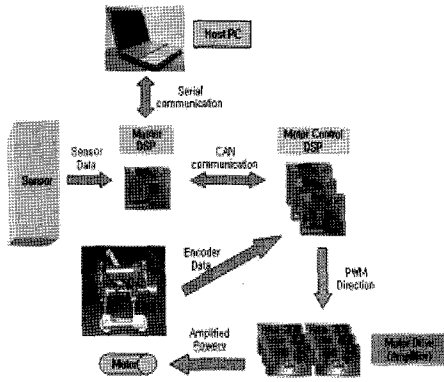 Host PC
Serial
communication
Master
DSP
Motor Control
DSP
Sensor
Data
CAN
communication
Sensor
Encoder
Data
PWM
Direction
Amplified
Powers
Motor
Motor Drive
(Amplifier)